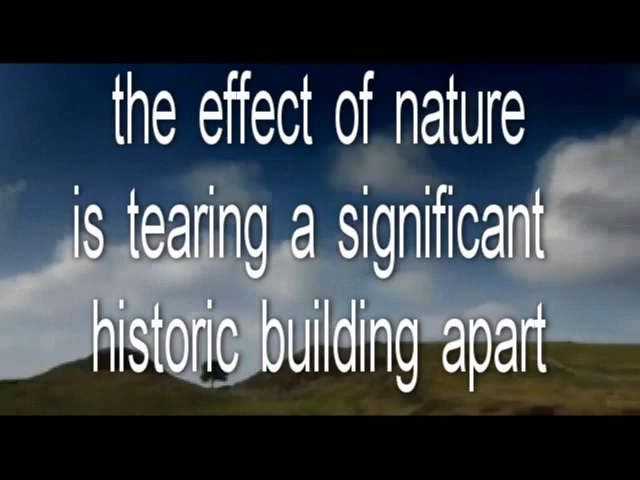 the effect of nature
is tearing a significant
historic building apart